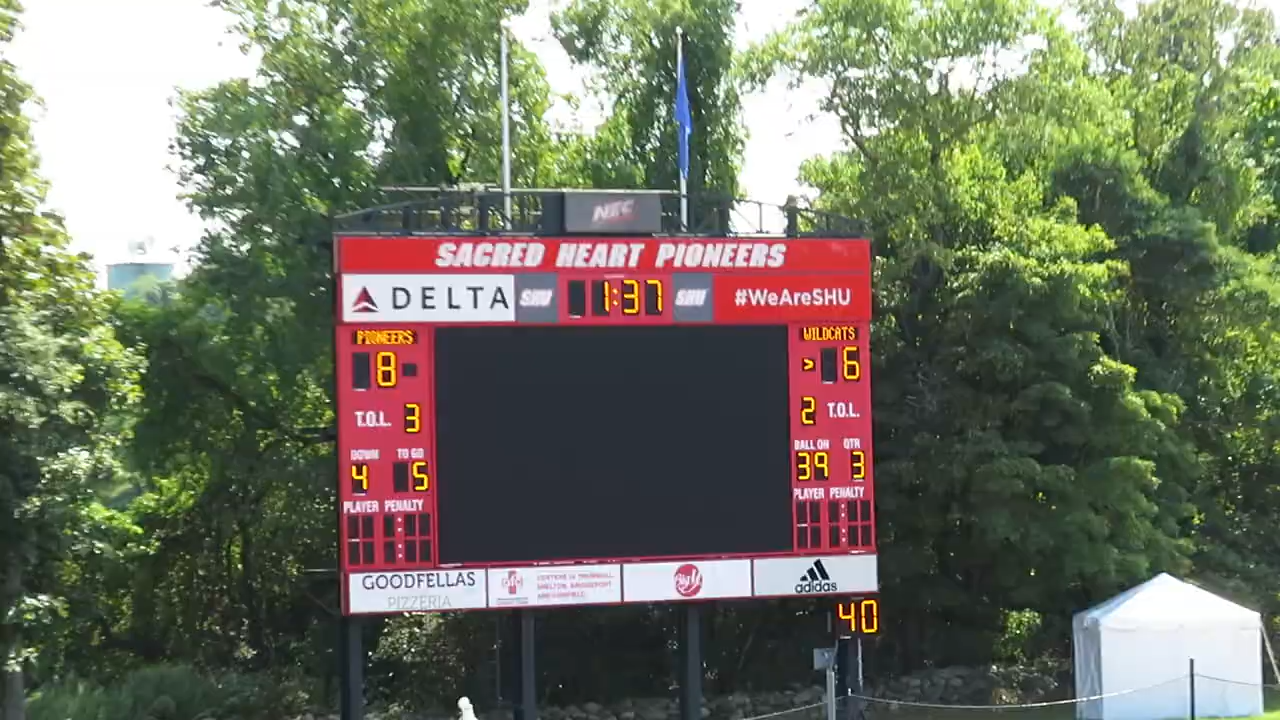 NEC
SACRED HEART PIONEERS
DELTA SHU 1:37 SHU #WeAreSHU
PIONEERS
8
T.O.L. 3
DOWN TO GO
4 5
PLAYER PENALTY
WILDCATS
> 6
2 T.O.L.
BALL ON QTR
39 3
PLAYER PENALTY
GOODFELLAS
PIZZERIA
Big Y
adidas
40